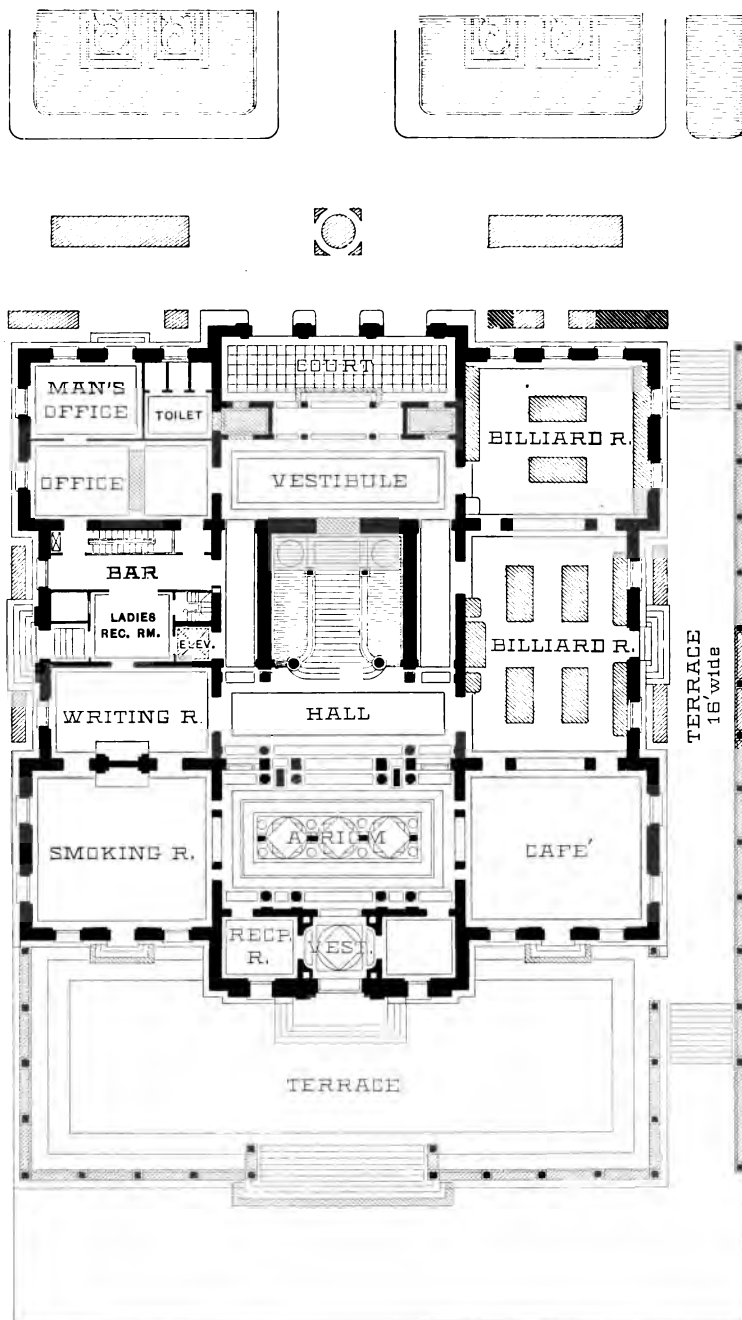 COURT
MAN'S
OFFICE
TOILET
BILLIARD R.
OFFICE
VESTIBULE
BAR
LADIES
REC. RM.
ELEV.
BILLIARD R.
TERRACE
16' wide
WRITING R.
HALL
SMOKING R.
ATRIUM
CAFE'
RECP.
R.
VEST.
TERRACE